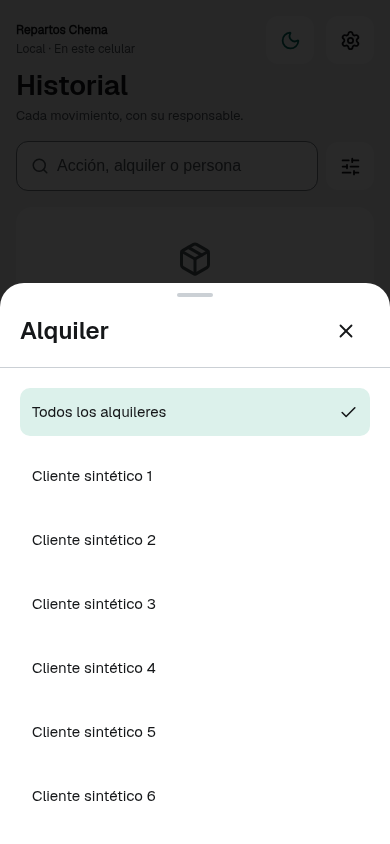 Repartos Chema
Local · En este celular
Historial
Cada movimiento, con su responsable.
Acción, alquiler o persona
Alquiler
Todos los alquileres
Cliente sintético 1
Cliente sintético 2
Cliente sintético 3
Cliente sintético 4
Cliente sintético 5
Cliente sintético 6